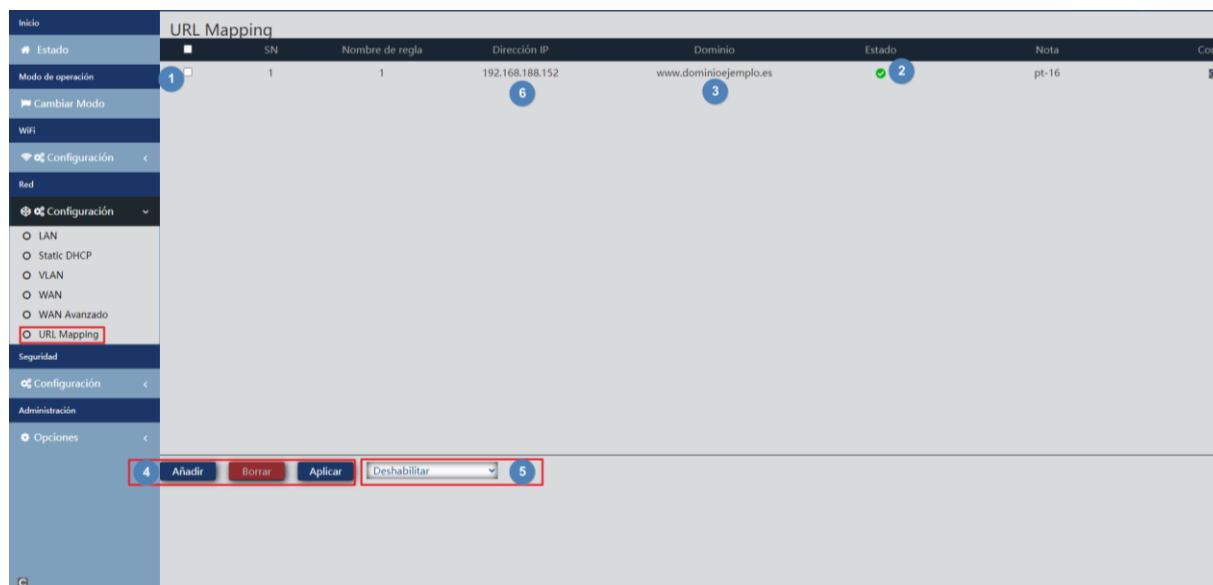 Inicio
Estado
Modo de operación
Cambiar Modo
WiFi
Configuración
Red
Configuración
LAN
Static DHCP
VLAN
WAN
WAN Avanzado
URL Mapping
Seguridad
Configuración
Administración
Opciones
URL Mapping
SN Nombre de regla Dirección IP Dominio Estado Nota
1 1 1 192.168.188.152 www.dominioejemplo.es 2 pt-16
6 3
4 Añadir Borrar Aplicar Deshabilitar 5